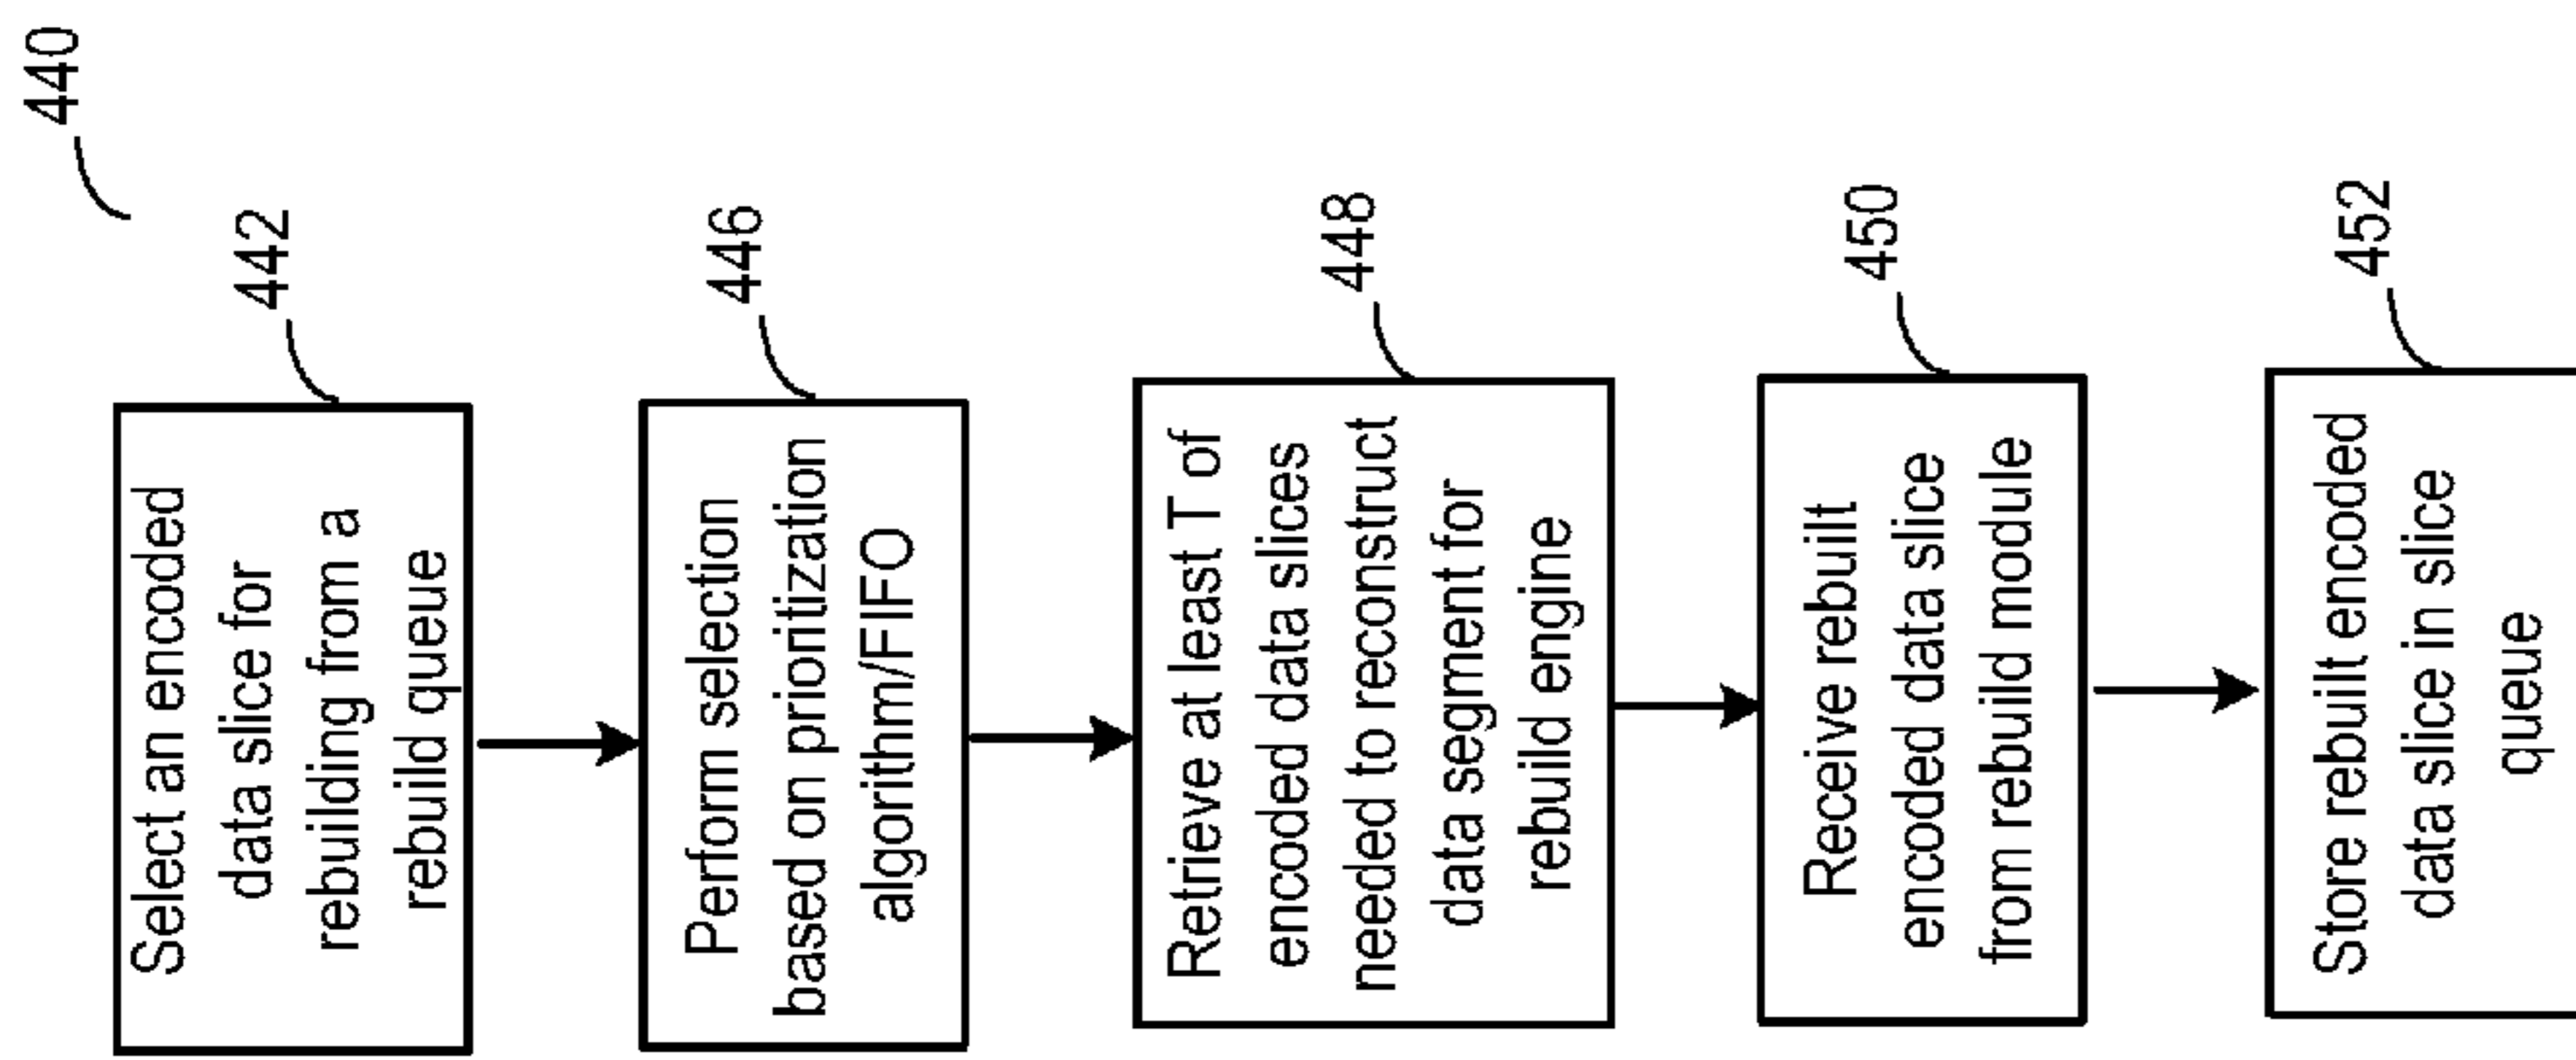 440
442
Select an encoded
data slice for
rebuilding from a
rebuild queue
446
Perform selection
based on prioritization
algorithm/FIFO
448
Retrieve at least T of
encoded data slices
needed to reconstruct
data segment for
rebuild engine
450
Receive rebuilt
encoded data slice
from rebuild module
452
Store rebuilt encoded
data slice in slice
queue